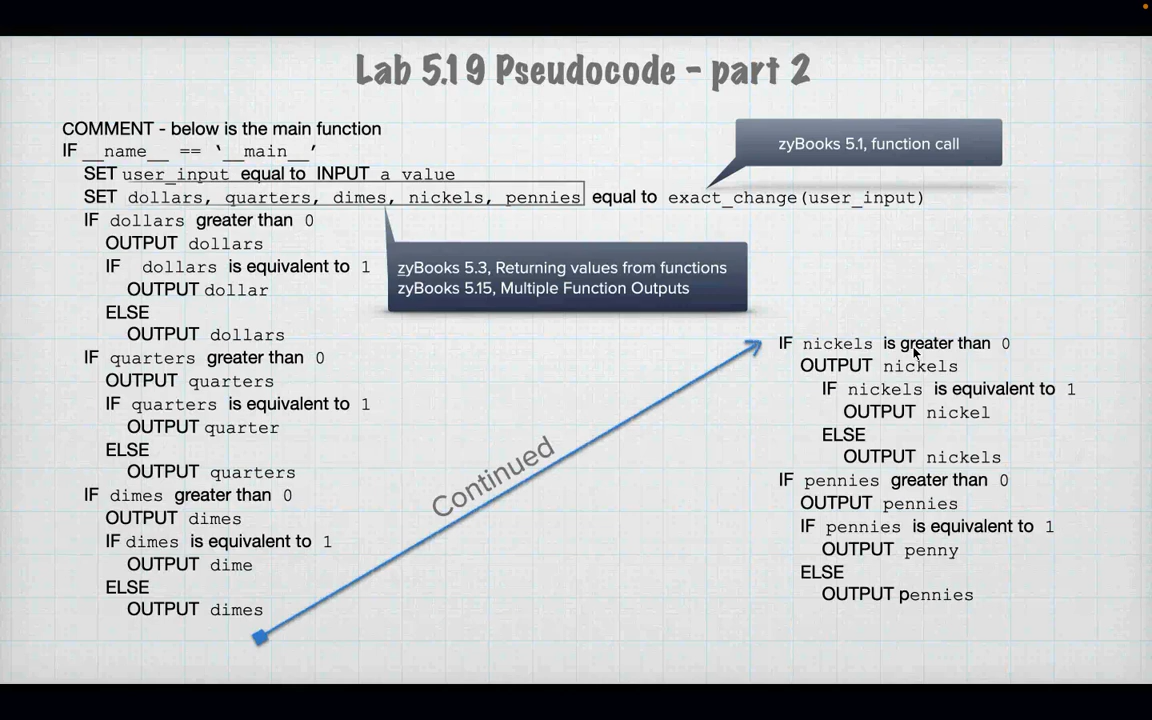 Lab 5.19 Pseudocode - part 2
COMMENT - below is the main function
IF __name__ == ‘__main__’
SET user_input equal to INPUT a value
SET dollars, quarters, dimes, nickels, pennies equal to exact_change(user_input)
zyBooks 5.1, function call
IF dollars greater than 0
OUTPUT dollars
IF dollars is equivalent to 1
OUTPUT dollar
ELSE
OUTPUT dollars
zyBooks 5.3, Returning values from functions
zyBooks 5.15, Multiple Function Outputs
IF quarters greater than 0
OUTPUT quarters
IF quarters is equivalent to 1
OUTPUT quarter
ELSE
OUTPUT quarters
IF dimes greater than 0
OUTPUT dimes
IF dimes is equivalent to 1
OUTPUT dime
ELSE
OUTPUT dimes
Continued
IF nickels is greater than 0
OUTPUT nickels
IF nickels is equivalent to 1
OUTPUT nickel
ELSE
OUTPUT nickels
IF pennies greater than 0
OUTPUT pennies
IF pennies is equivalent to 1
OUTPUT penny
ELSE
OUTPUT pennies